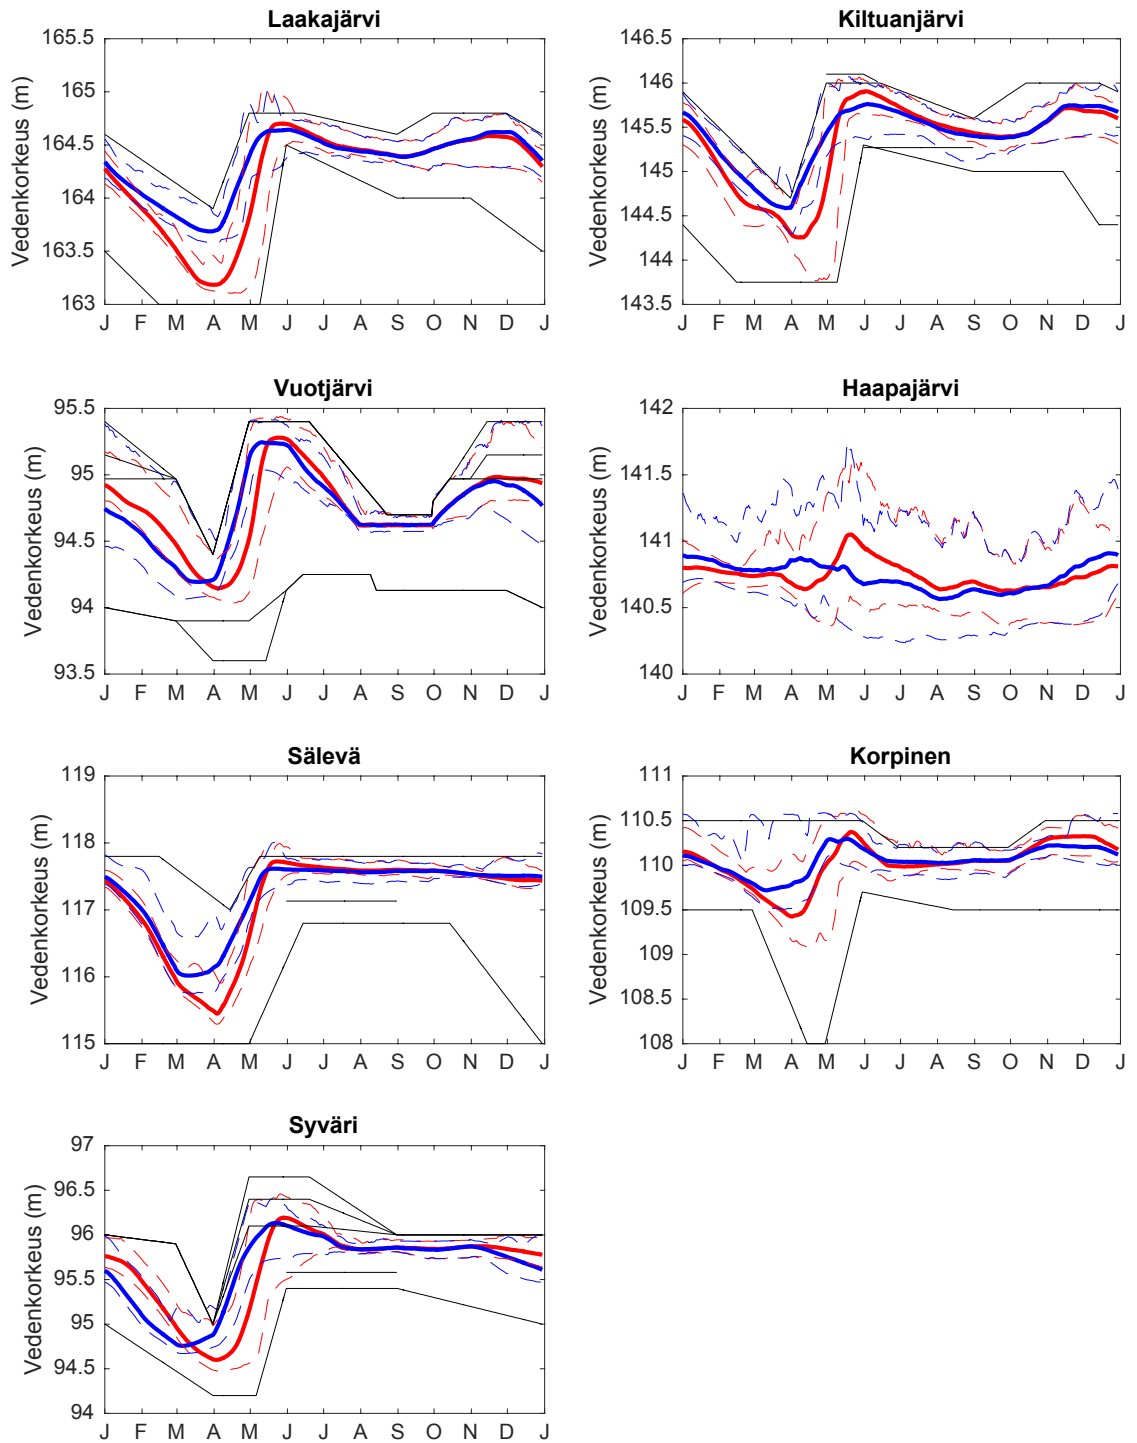 Laakajärvi
Vedenkorkeus (m)
165.5
165
164.5
164
163.5
163
J F M A M J J A S O N D J
Kiltuanjärvi
Vedenkorkeus (m)
146.5
146
145.5
145
144.5
144
143.5
J F M A M J J A S O N D J
Vuotjärvi
Vedenkorkeus (m)
95.5
95
94.5
94
93.5
J F M A M J J A S O N D J
Haapajärvi
Vedenkorkeus (m)
142
141.5
141
140.5
140
J F M A M J J A S O N D J
Sälevä
Vedenkorkeus (m)
119
118
117
116
115
J F M A M J J A S O N D J
Korpinen
Vedenkorkeus (m)
111
110.5
110
109.5
109
108.5
108
J F M A M J J A S O N D J
Syväri
Vedenkorkeus (m)
97
96.5
96
95.5
95
94.5
94
J F M A M J J A S O N D J